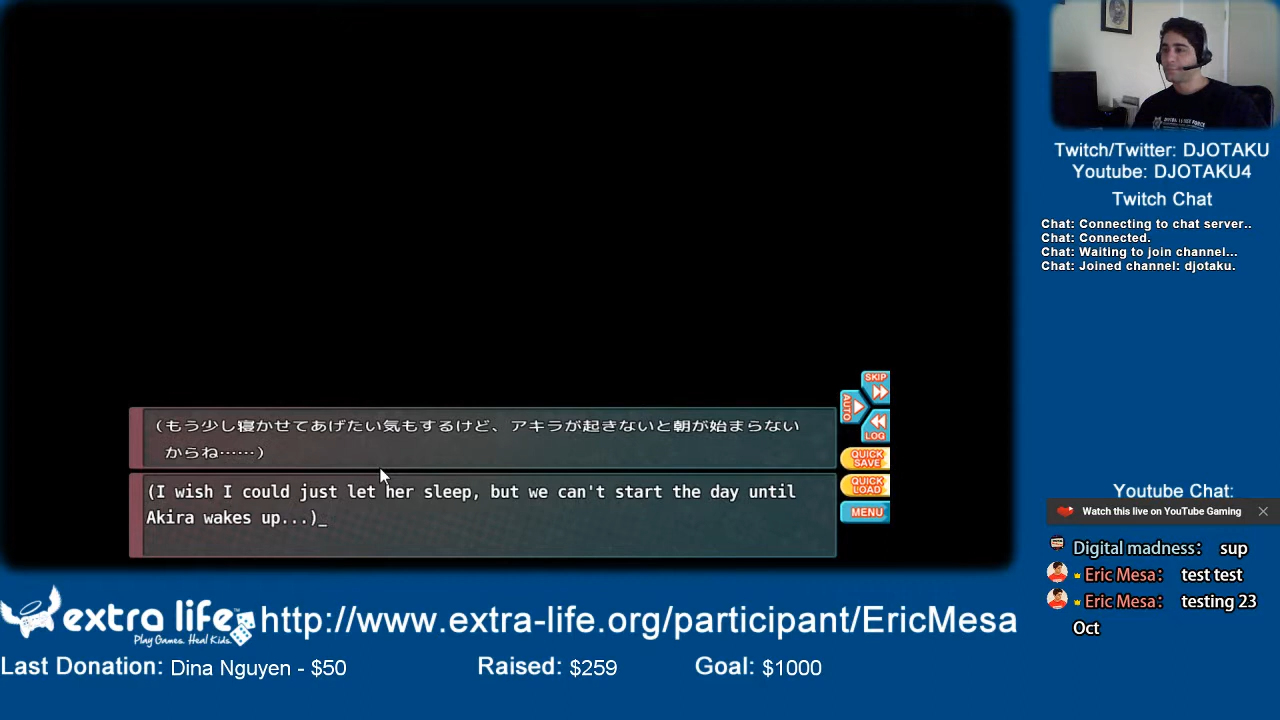 Twitch/Twitter: DJOTAKU
Youtube: DJOTAKU4
Twitch Chat
Chat: Connecting to chat server..
Chat: Connected.
Chat: Waiting to join channel...
Chat: Joined channel: djotaku.
SKIP
AUTO
LOG
QUICK
SAVE
QUICK
LOAD
MENU
（もう少し寝かせてあげたい気もするけど、アキラが起きないと朝が始まらない
からね……）
(I wish I could just let her sleep, but we can't start the day until
Akira wakes up...)_
Youtube Chat:
Watch this live on YouTube Gaming
Digital madness: sup
Eric Mesa: test test
Eric Mesa: testing 23
Oct
extra life
Play Games. Heal Kids.
http://www.extra-life.org/participant/EricMesa
Last Donation: Dina Nguyen - $50
Raised: $259
Goal: $1000